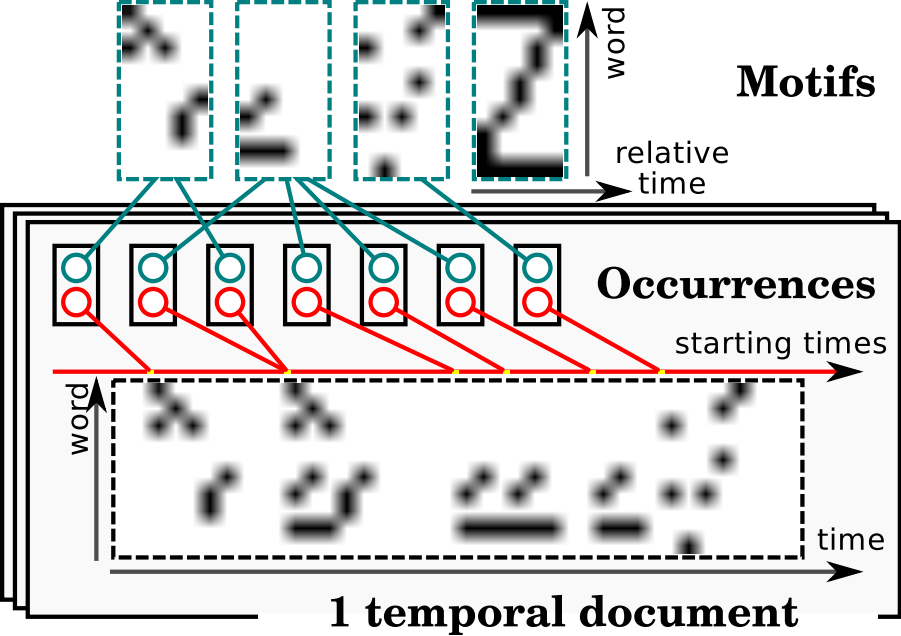 word
Motifs
relative
time
Occurrences
starting times
word
time
1 temporal document